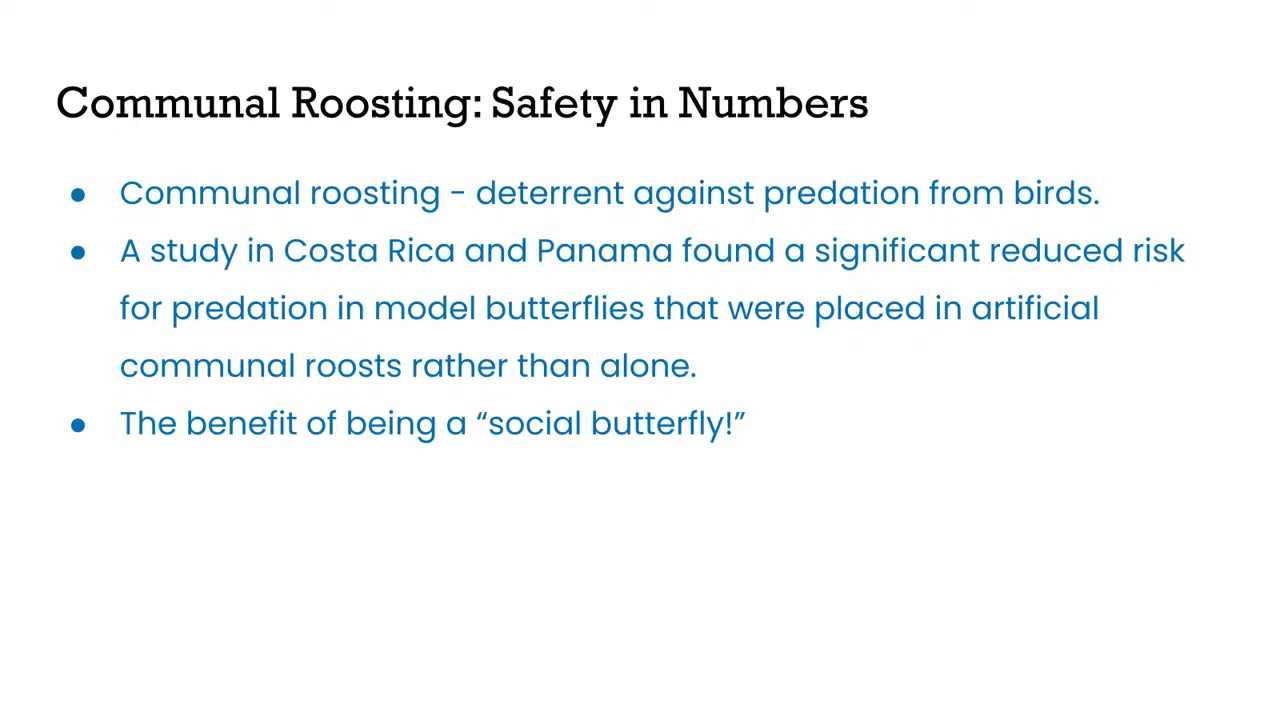 Communal Roosting: Safety in Numbers
● Communal roosting - deterrent against predation from birds.
● A study in Costa Rica and Panama found a significant reduced risk
for predation in model butterflies that were placed in artificial
communal roosts rather than alone.
● The benefit of being a “social butterfly!”